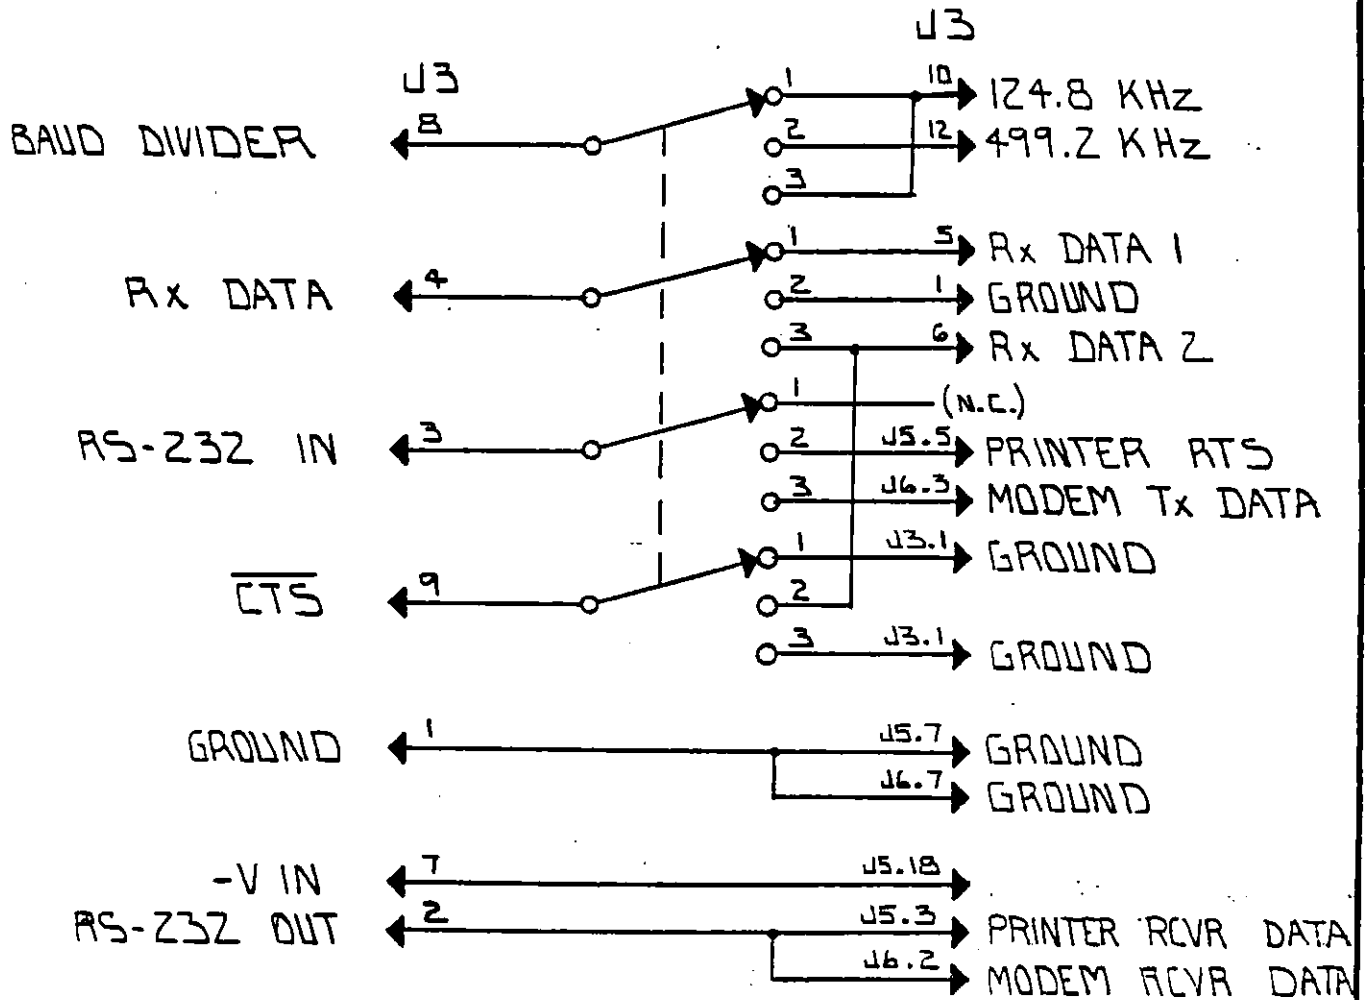 J3
J3
1 10 124.8 KHz
BAUD DIVIDER 8 2 12 499.2 KHz
3
1 5 Rx DATA 1
Rx DATA 4 2 1 GROUND
3 6 Rx DATA 2
1 (N.C.)
RS-232 IN 3 2 J5.5 PRINTER RTS
3 J6.3 MODEM Tx DATA
1 J3.1 GROUND
CTS 9 2
3 J3.1 GROUND
GROUND 1 J5.7 GROUND
J6.7 GROUND
-V IN 7 J5.18
RS-232 OUT 2 J5.3 PRINTER RCVR DATA
J6.2 MODEM RCVR DATA